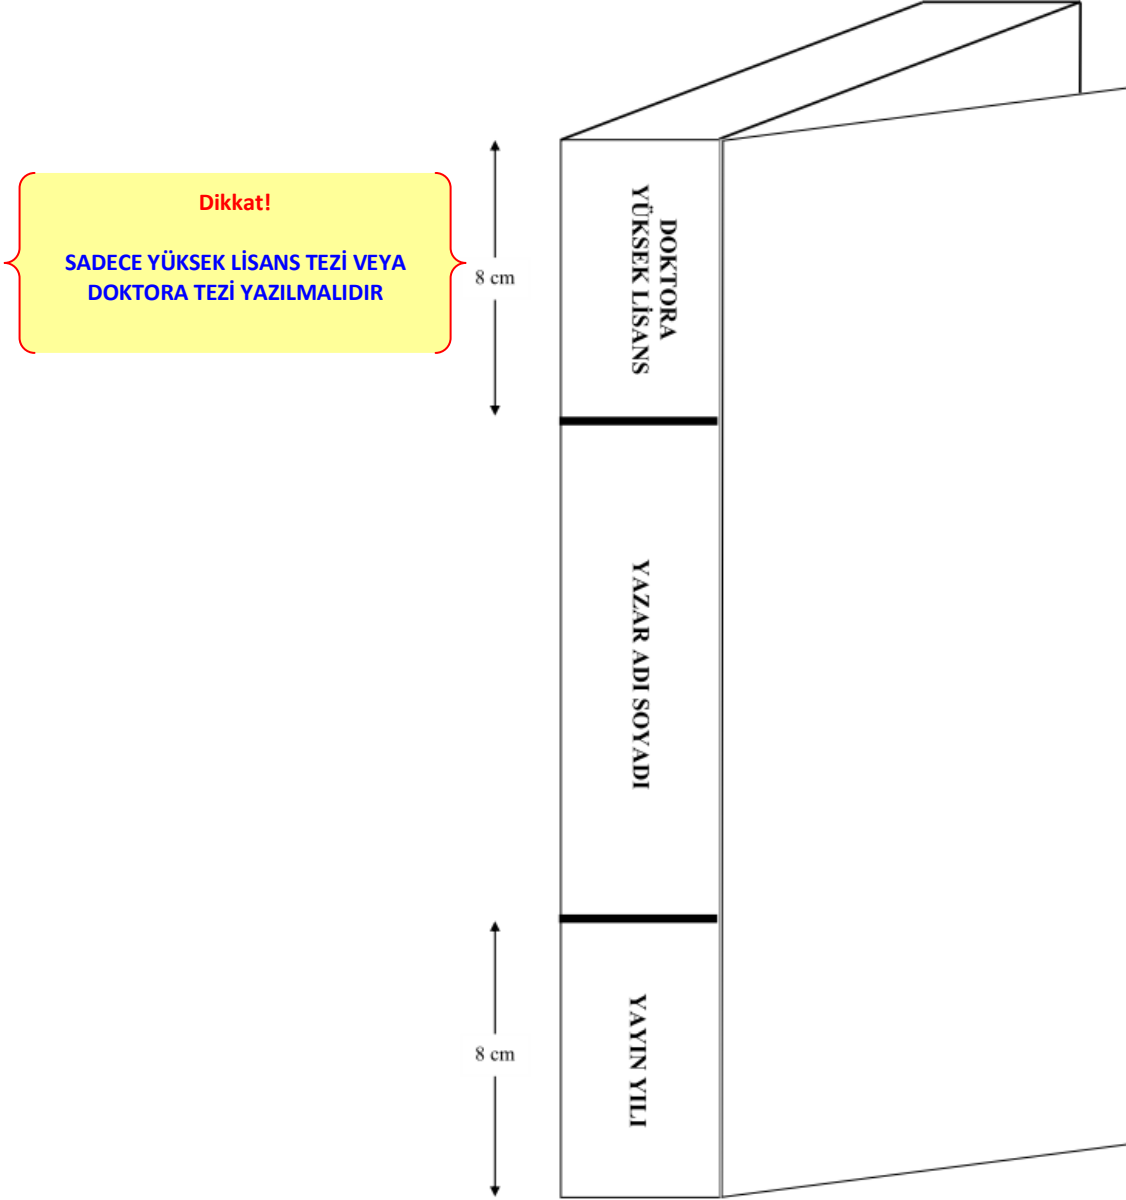 Dikkat!
SADECE YÜKSEK LİSANS TEZİ VEYA
DOKTORA TEZİ YAZILMALIDIR
8 cm
DOKTORA
YÜKSEK LİSANS
YAZAR ADI SOYADI
8 cm
YAYIN YILI